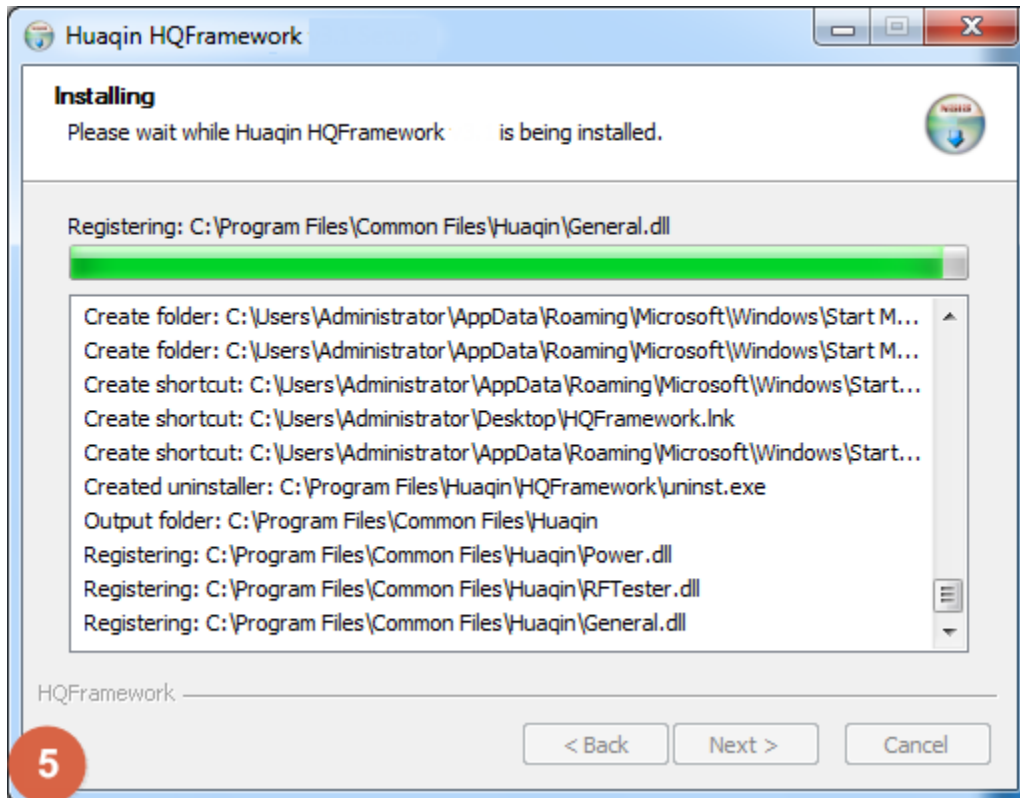 Huaqin HQFramework
Installing
Please wait while Huaqin HQFramework is being installed.
Registering: C:\Program Files\Common Files\Huaqin\General.dll
Create folder: C:\Users\Administrator\AppData\Roaming\Microsoft\Windows\Start M...
Create folder: C:\Users\Administrator\AppData\Roaming\Microsoft\Windows\Start M...
Create shortcut: C:\Users\Administrator\AppData\Roaming\Microsoft\Windows\Start...
Create shortcut: C:\Users\Administrator\Desktop\HQFramework.lnk
Create shortcut: C:\Users\Administrator\AppData\Roaming\Microsoft\Windows\Start...
Created uninstaller: C:\Program Files\Huaqin\HQFramework\uninst.exe
Output folder: C:\Program Files\Common Files\Huaqin
Registering: C:\Program Files\Common Files\Huaqin\Power.dll
Registering: C:\Program Files\Common Files\Huaqin\RFTester.dll
Registering: C:\Program Files\Common Files\Huaqin\General.dll
HQFramework
< Back Next > Cancel
5